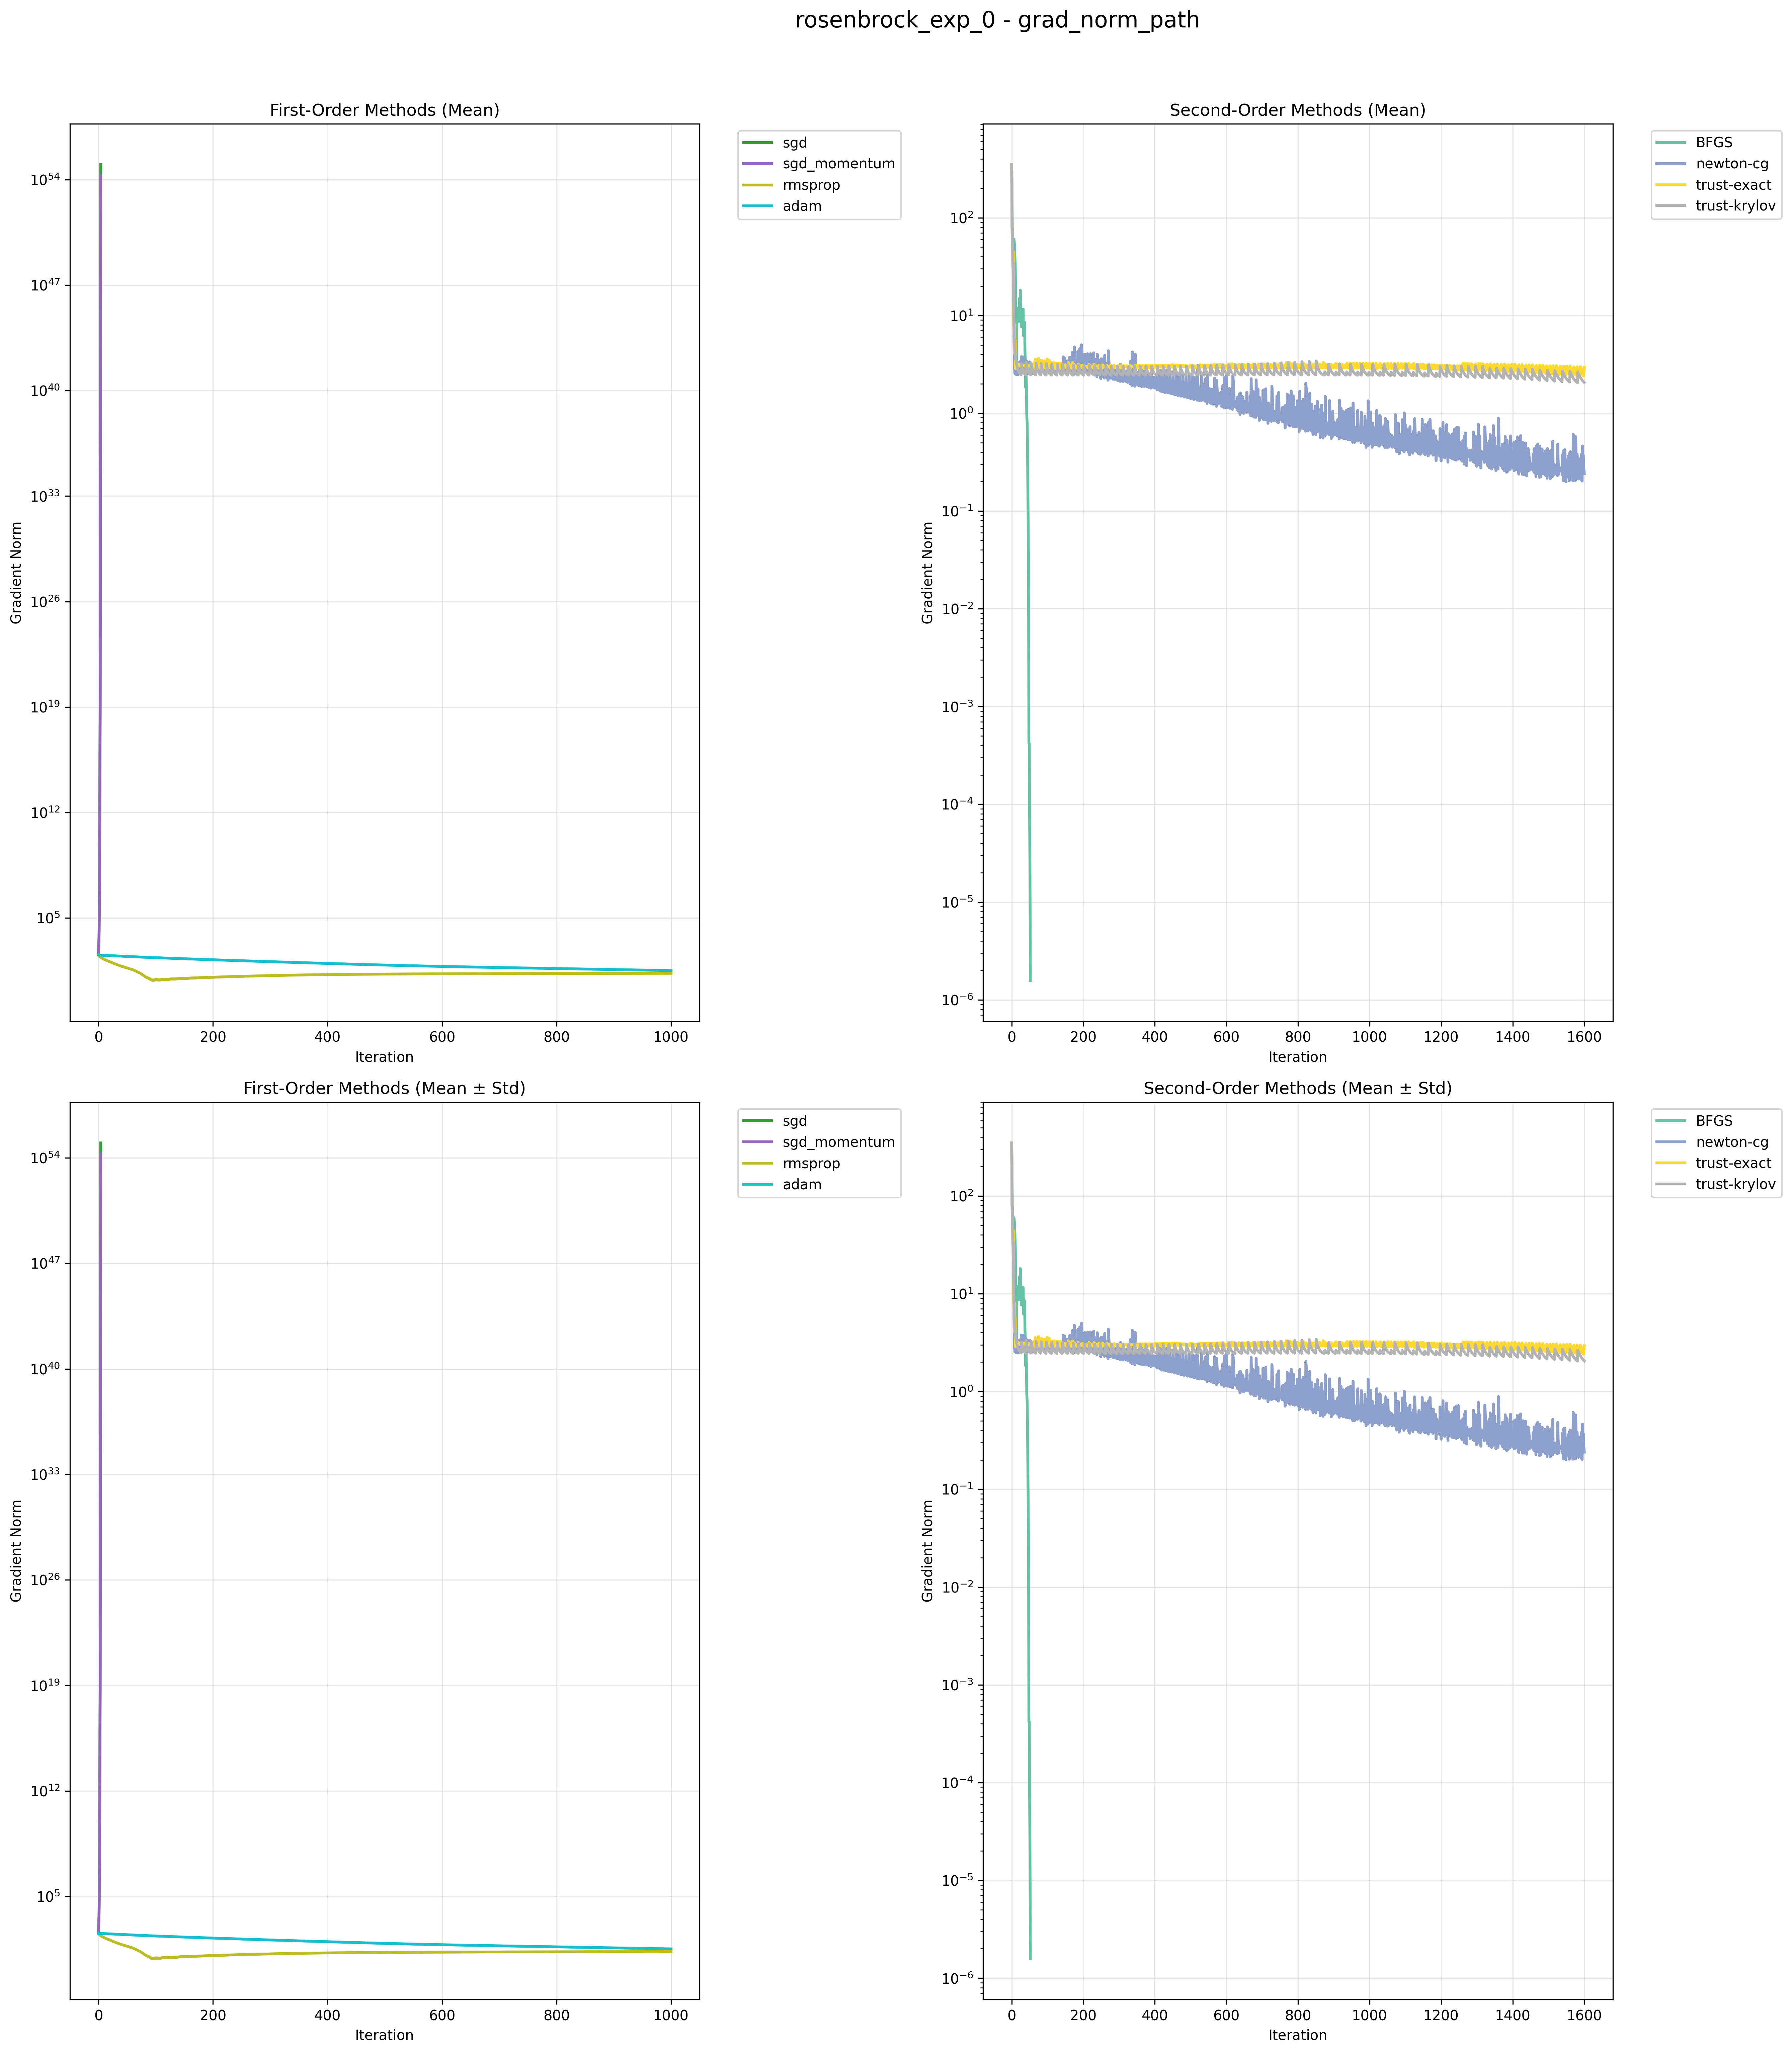 rosenbrock_exp_0 - grad_norm_path
First-Order Methods (Mean)
sgd
sgd_momentum
rmsprop
adam
10^54
10^47
10^40
10^33
10^26
10^19
10^12
10^5
Gradient Norm
0 200 400 600 800 1000
Iteration
Second-Order Methods (Mean)
BFGS
newton-cg
trust-exact
trust-krylov
10^2
10^1
10^0
10^−1
10^−2
10^−3
10^−4
10^−5
10^−6
Gradient Norm
0 200 400 600 800 1000 1200 1400 1600
Iteration
First-Order Methods (Mean ± Std)
sgd
sgd_momentum
rmsprop
adam
10^54
10^47
10^40
10^33
10^26
10^19
10^12
10^5
Gradient Norm
0 200 400 600 800 1000
Iteration
Second-Order Methods (Mean ± Std)
BFGS
newton-cg
trust-exact
trust-krylov
10^2
10^1
10^0
10^−1
10^−2
10^−3
10^−4
10^−5
10^−6
Gradient Norm
0 200 400 600 800 1000 1200 1400 1600
Iteration